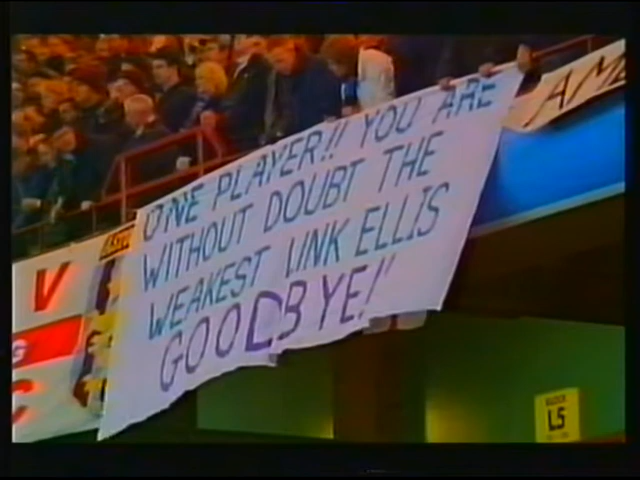 ONE PLAYER!! YOU ARE
WITHOUT DOUBT THE
WEAKEST LINK ELLIS
GOODBYE!"
AM
V
G
C
L5